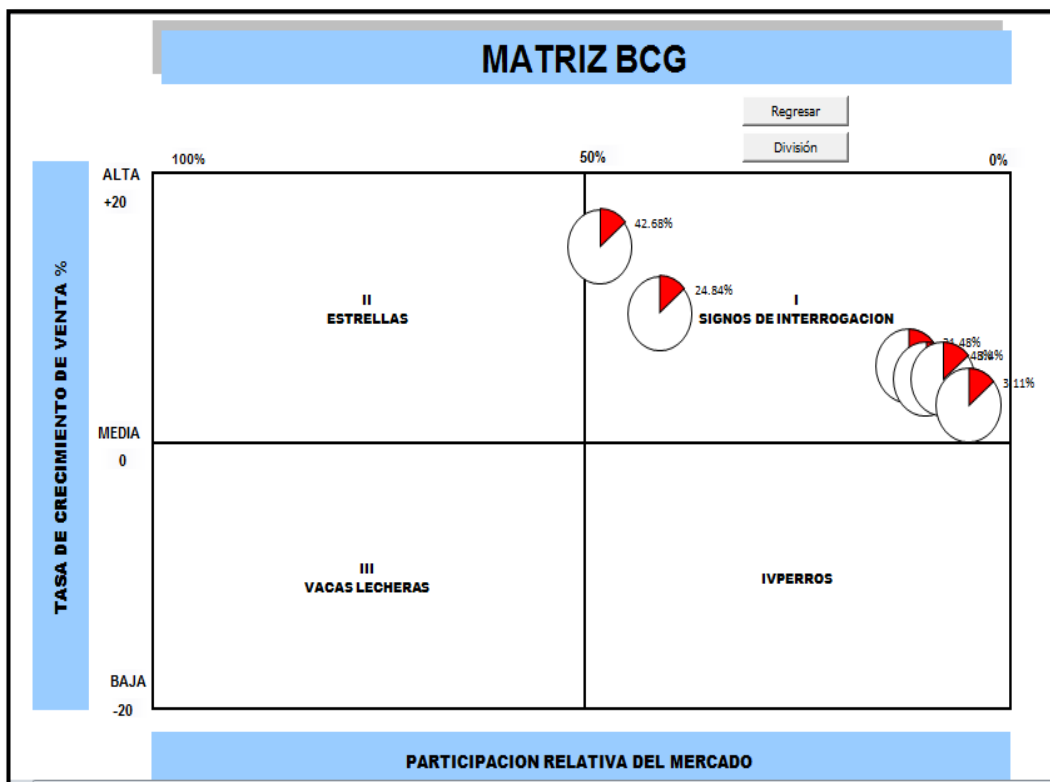 MATRIZ BCG
Regresar
División
100%
50%
0%
ALTA
+20
TASA DE CRECIMIENTO DE VENTA %
42.68%
24.84%
II
ESTRELLAS
I
SIGNOS DE INTERROGACION
3.11%
MEDIA
0
III
VACAS LECHERAS
IVPERROS
BAJA
-20
PARTICIPACION RELATIVA DEL MERCADO